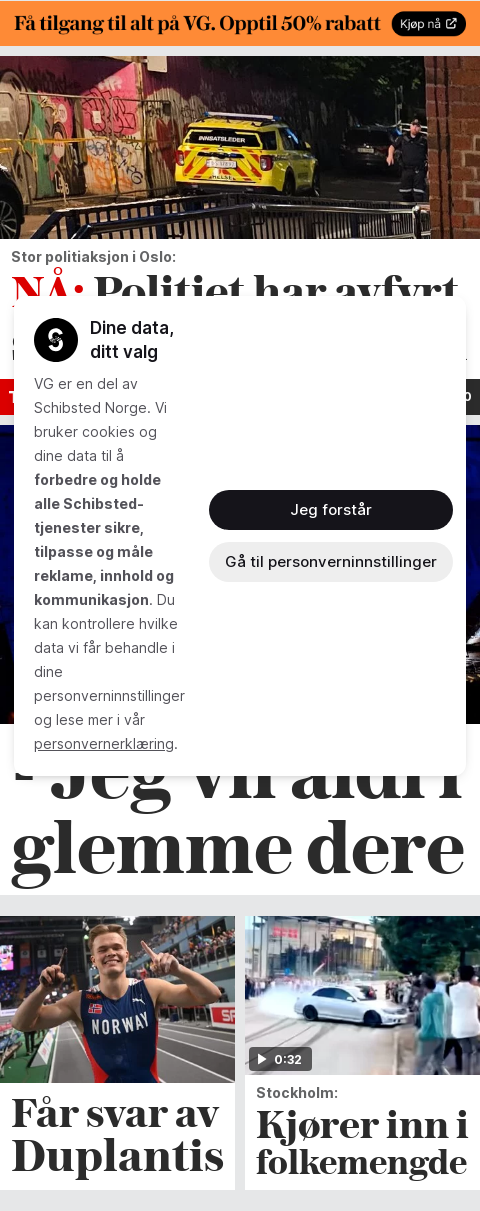 Få tilgang til alt på VG. Opptil 50% rabatt
Kjøp nå
INNSATSLEDER
Stor politiaksjon i Oslo:
NÅ: Politiet har avfyrt
Dine data,
ditt valg
VG er en del av
Schibsted Norge. Vi
bruker cookies og
dine data til å
forbedre og holde
alle Schibsted-
tjenester sikre,
tilpasse og måle
reklame, innhold og
kommunikasjon. Du
kan kontrollere hvilke
data vi får behandle i
dine
personverninnstillinger
og lese mer i vår
personvernerklæring.
Jeg forstår
Gå til personverninnstillinger
- Jeg vil aldri
glemme dere
NORWAY
0:32
Får svar av
Duplantis
Stockholm:
Kjører inn i
folkemengde